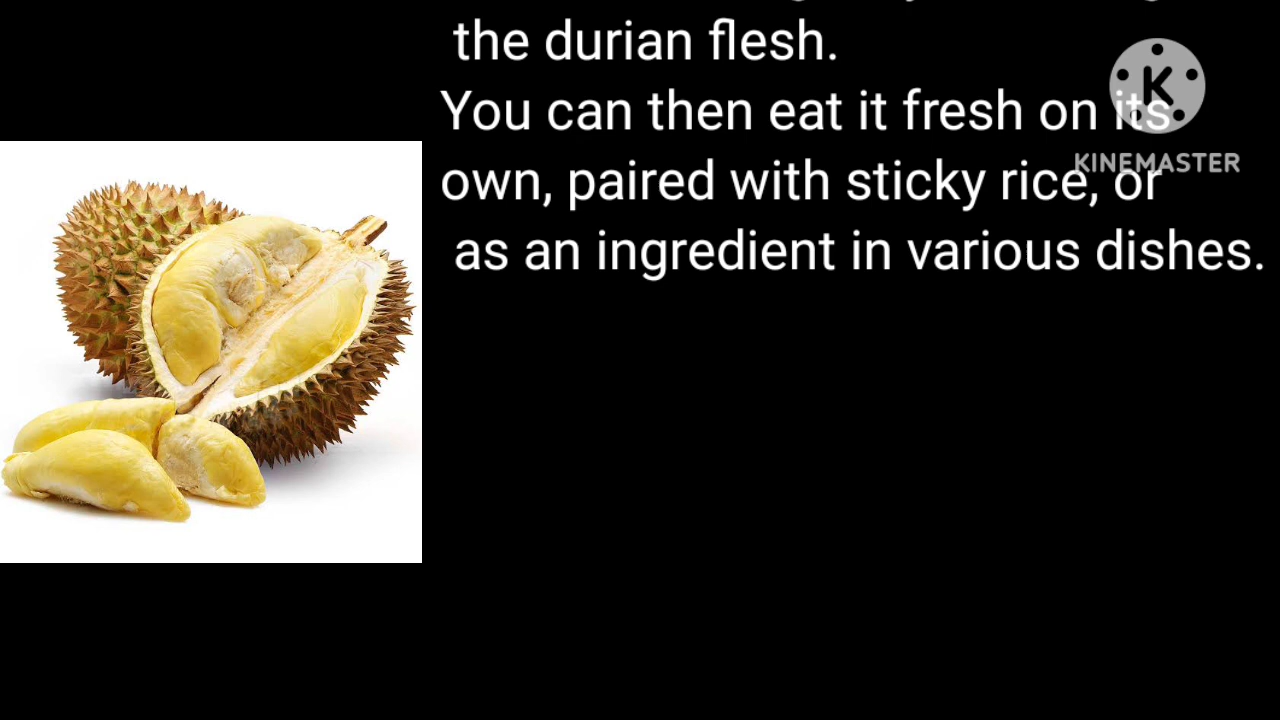 the durian flesh.
You can then eat it fresh on its
own, paired with sticky rice, or
as an ingredient in various dishes.
K
KINEMASTER